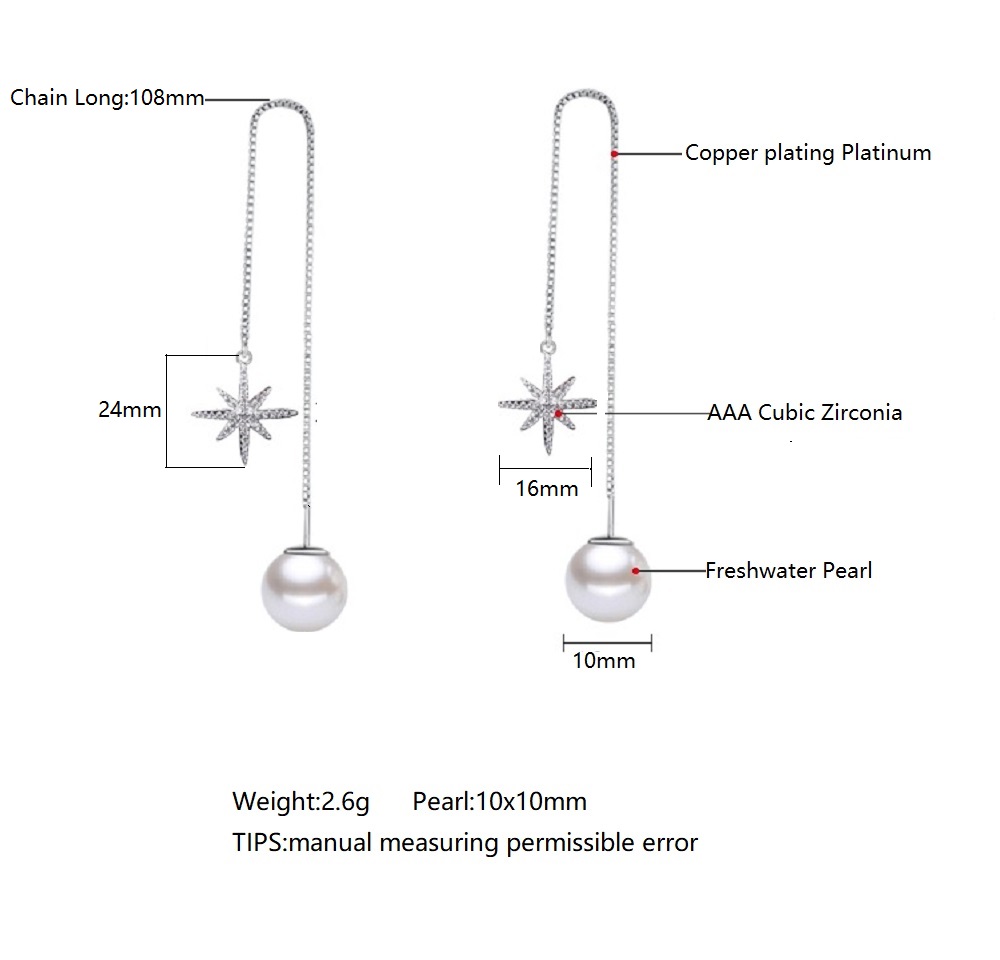 Chain Long:108mm
Copper plating Platinum
24mm
AAA Cubic Zirconia
16mm
Freshwater Pearl
10mm
Weight:2.6g Pearl:10x10mm
TIPS:manual measuring permissible error